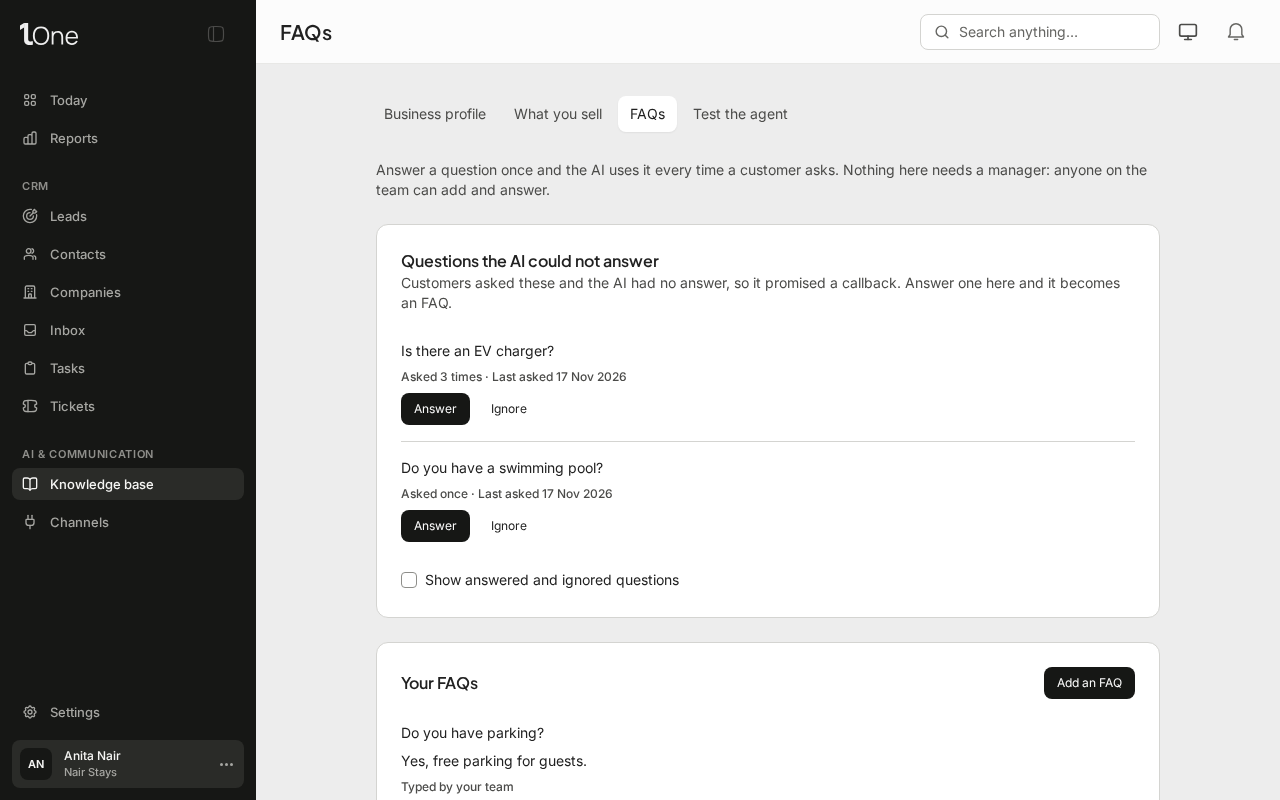 1One
FAQs
Search anything...
Today
Reports
CRM
Leads
Contacts
Companies
Inbox
Tasks
Tickets
AI & COMMUNICATION
Knowledge base
Channels
Settings
AN
Anita Nair
Nair Stays
Business profile
What you sell
FAQs
Test the agent
Answer a question once and the AI uses it every time a customer asks. Nothing here needs a manager: anyone on the
team can add and answer.
Questions the AI could not answer
Customers asked these and the AI had no answer, so it promised a callback. Answer one here and it becomes
an FAQ.
Is there an EV charger?
Asked 3 times · Last asked 17 Nov 2026
Answer
Ignore
Do you have a swimming pool?
Asked once · Last asked 17 Nov 2026
Answer
Ignore
Show answered and ignored questions
Your FAQs
Add an FAQ
Do you have parking?
Yes, free parking for guests.
Typed by your team